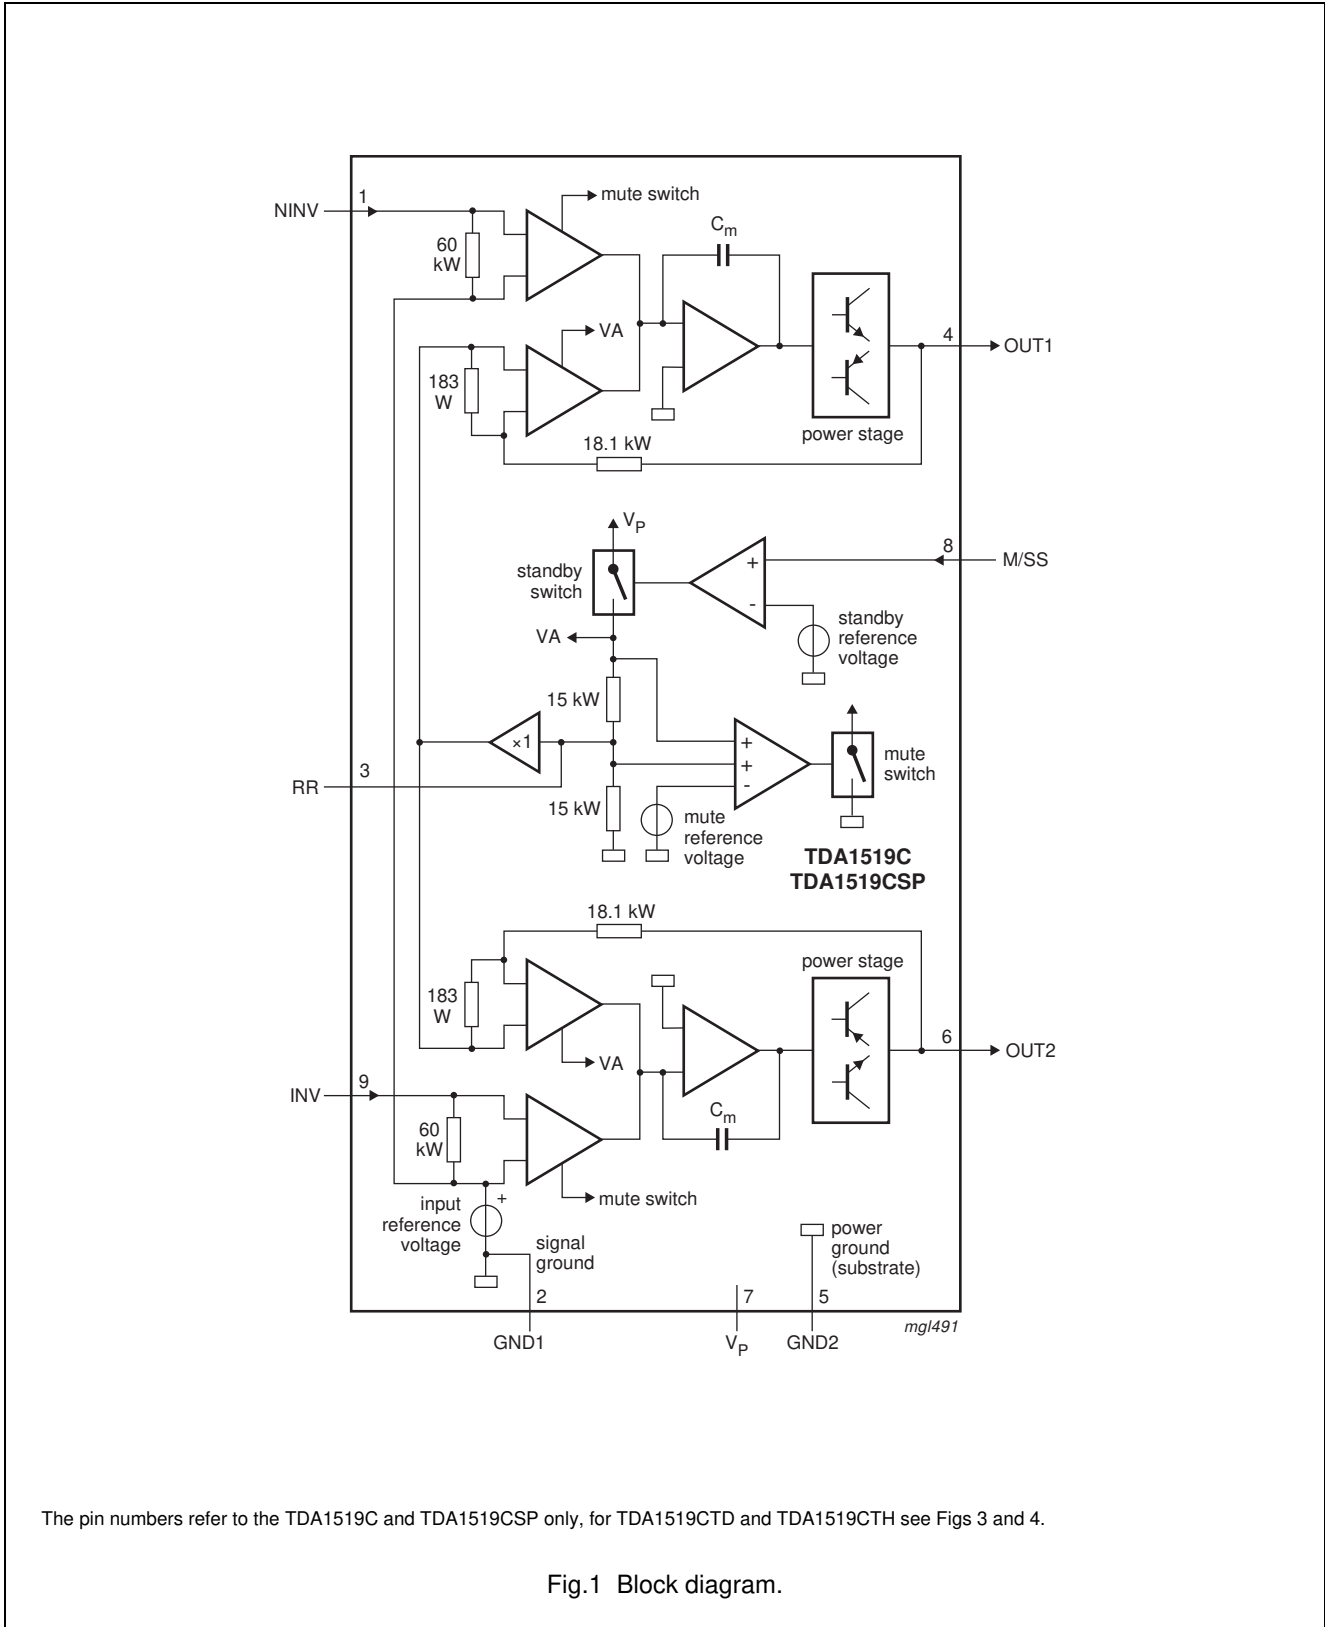 1
NINV
mute switch
60
kW
Cm
VA
4
OUT1
183
W
power stage
18.1 kW
VP
standby
switch
+
-
8
M/SS
standby
reference
voltage
VA
15 kW
×1
3
RR
15 kW
+
+
-
mute
switch
mute
reference
voltage
TDA1519C
TDA1519CSP
18.1 kW
power stage
183
W
VA
6
OUT2
9
INV
60
kW
Cm
mute switch
input
reference
voltage
+
signal
ground
power
ground
(substrate)
2
7
5
GND1
VP
GND2
mgl491
The pin numbers refer to the TDA1519C and TDA1519CSP only, for TDA1519CTD and TDA1519CTH see Figs 3 and 4.
Fig.1 Block diagram.